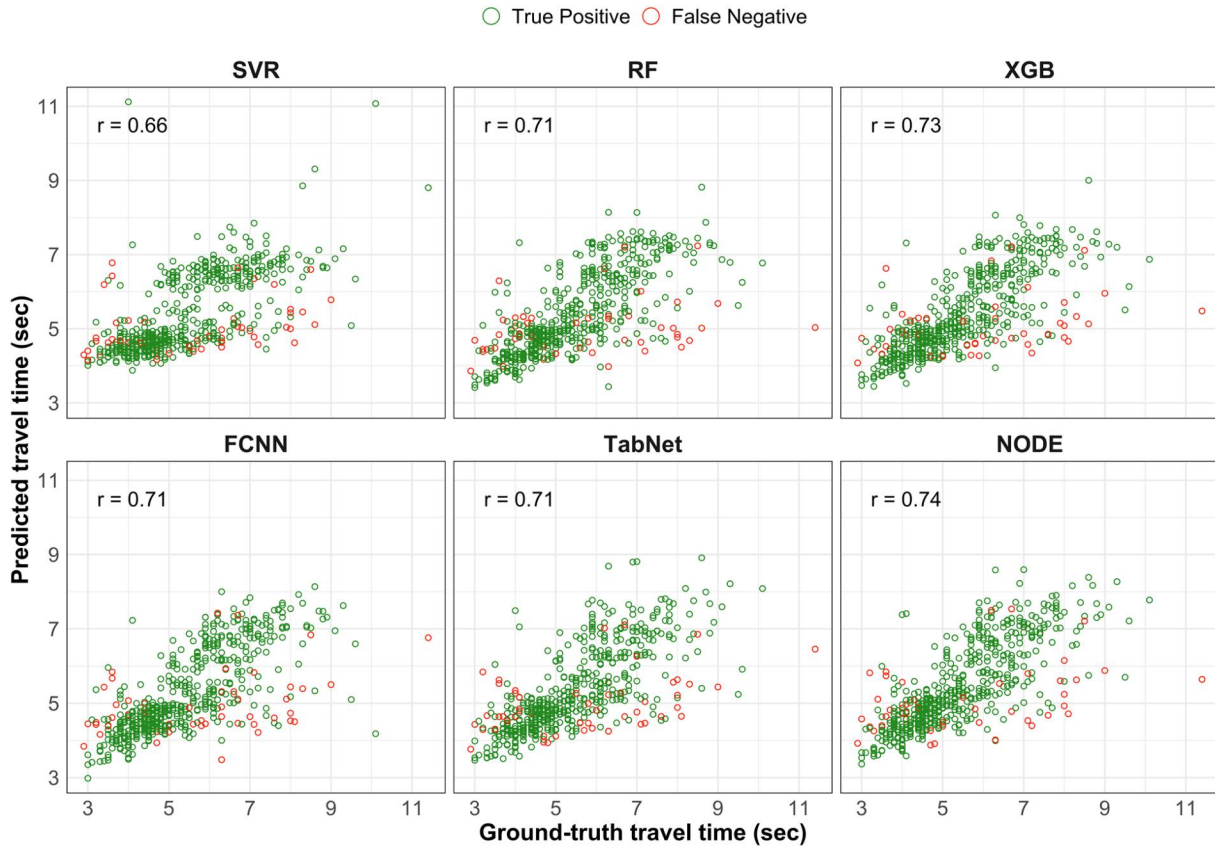 True Positive False Negative
SVR RF XGB
r = 0.66 r = 0.71 r = 0.73
11
9
7
5
3
FCNN TabNet NODE
r = 0.71 r = 0.71 r = 0.74
11
9
7
5
3
3 5 7 9 11 3 5 7 9 11 3 5 7 9 11
Predicted travel time (sec)
Ground-truth travel time (sec)